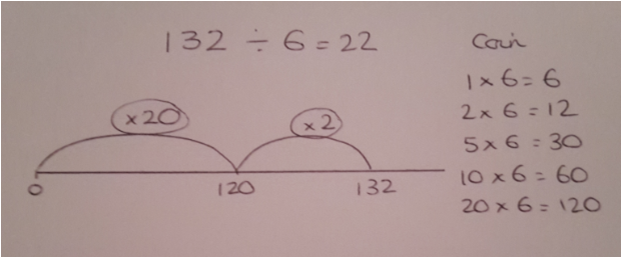 132 ÷ 6 = 22
×20
×2
0
120
132
Coin
1 × 6 = 6
2 × 6 = 12
5 × 6 = 30
10 × 6 = 60
20 × 6 = 120